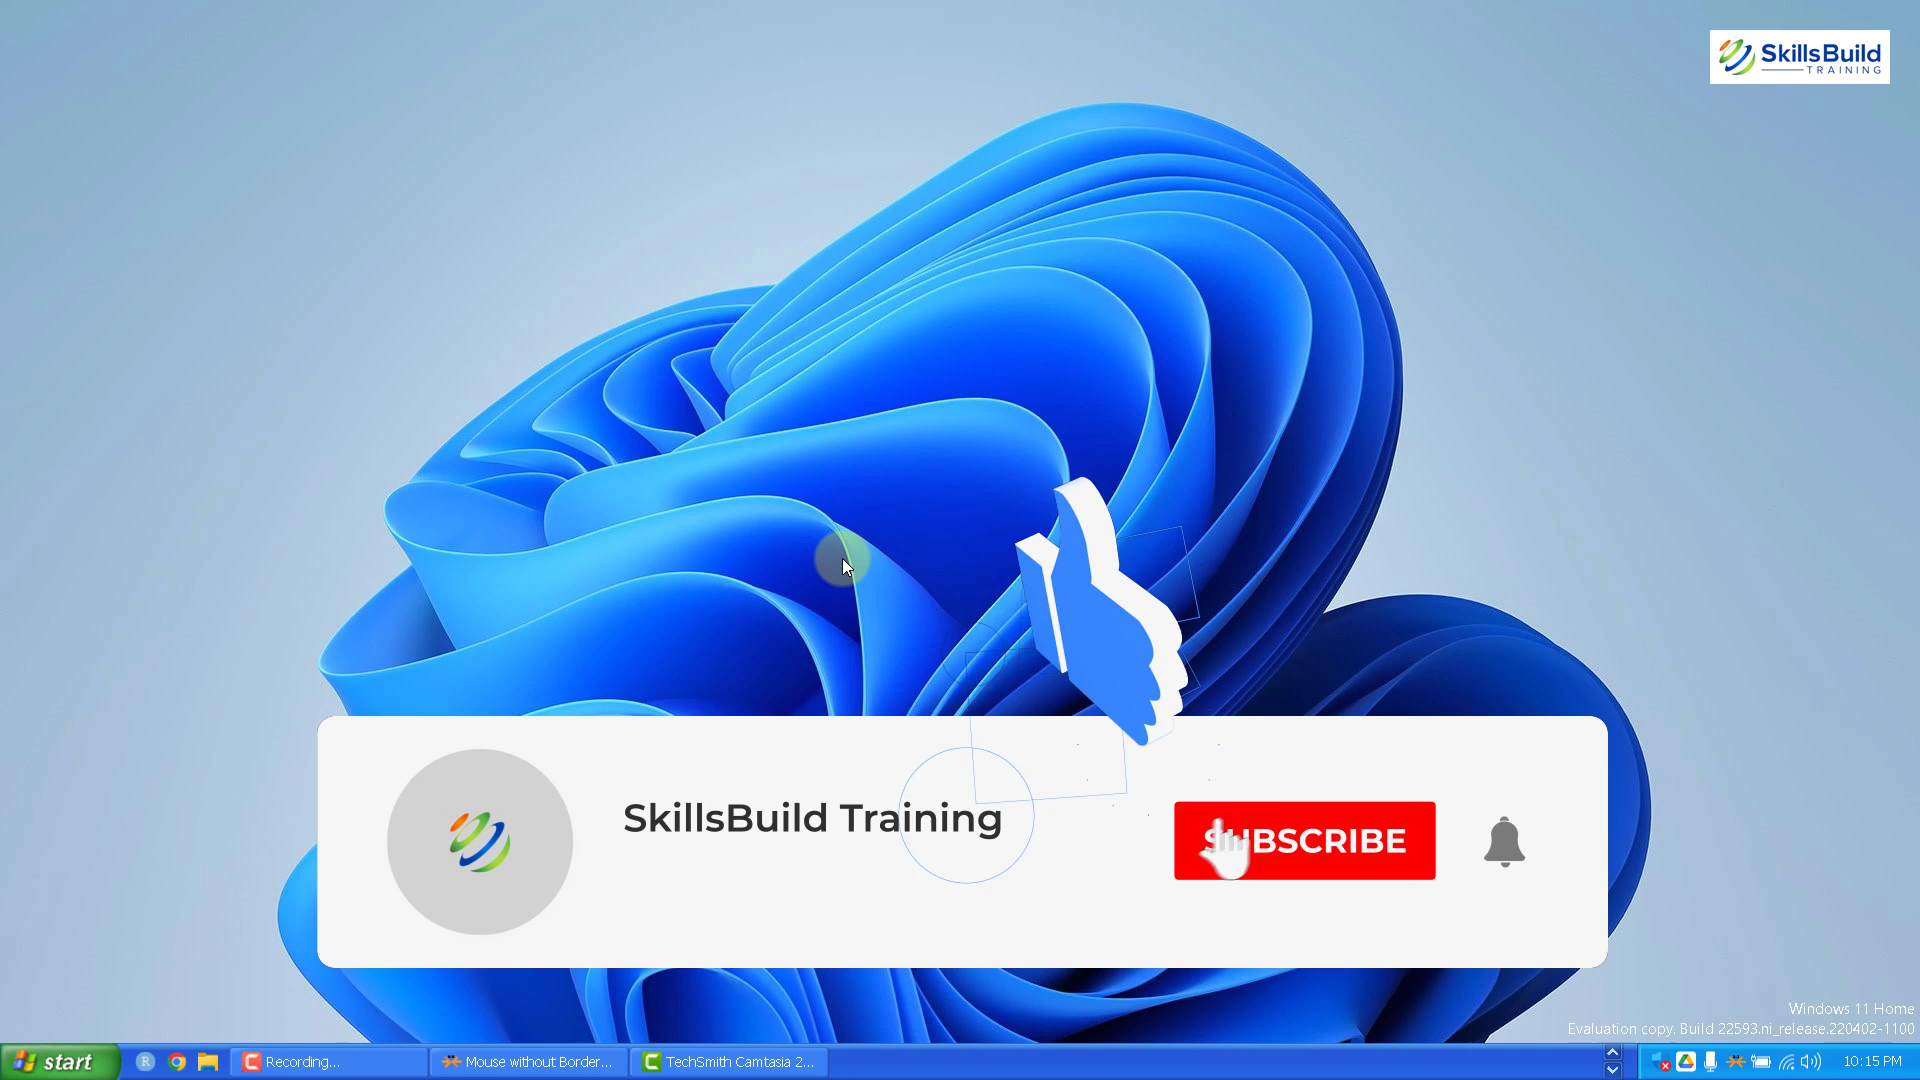 SkillsBuild
TRAINING
SkillsBuild Training
SUBSCRIBE
Windows 11 Home
Evaluation copy. Build 22593.ni_release.220402-1100
start
R
Recording...
Mouse without Border...
TechSmith Camtasia 2...
10:15 PM